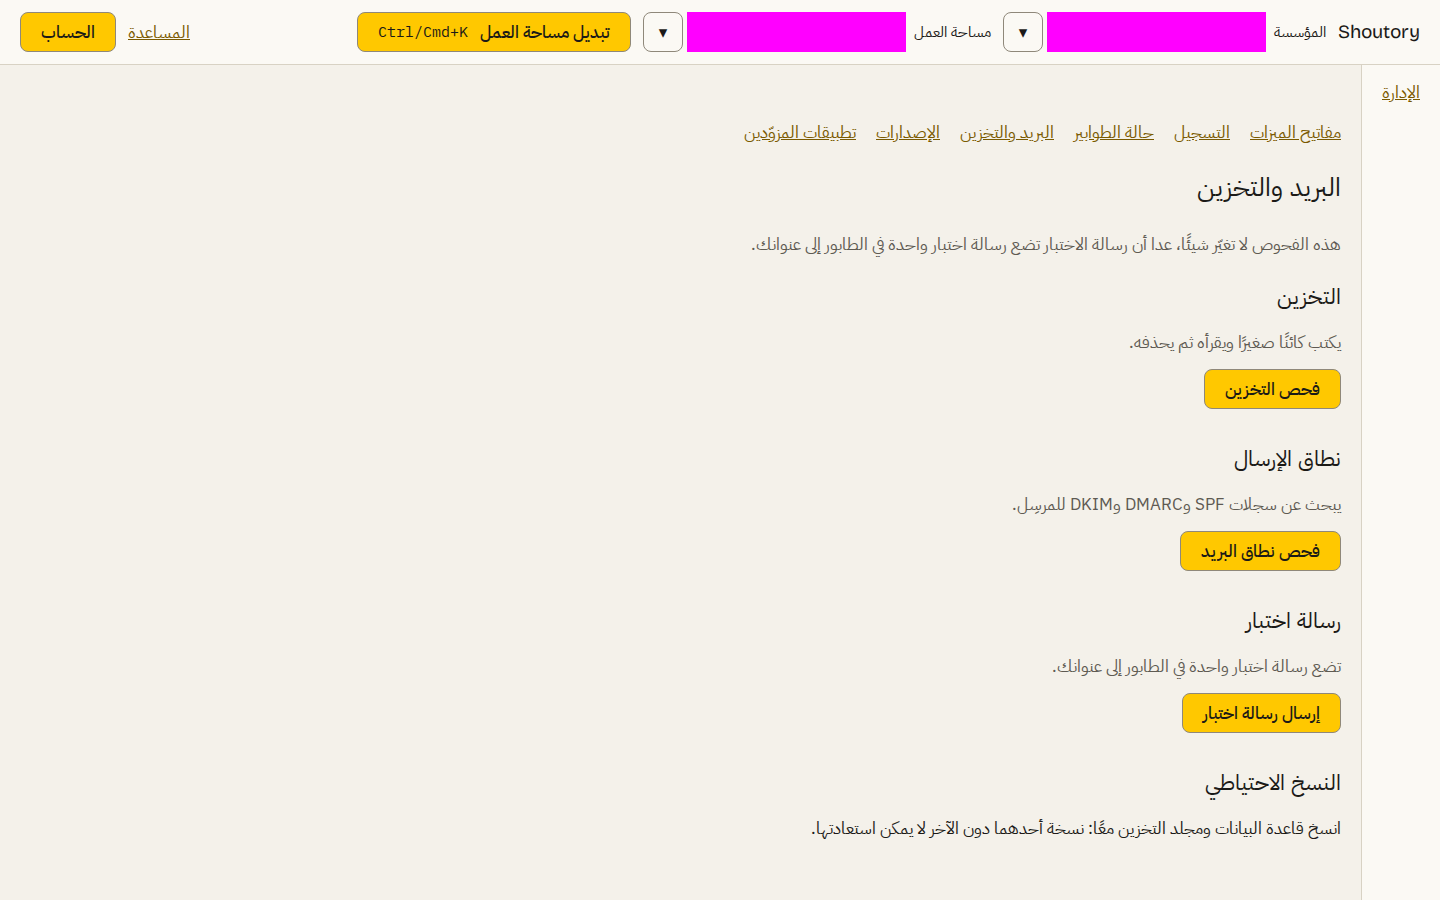 Shoutory المؤسسة ▼ مساحة العمل ▼ تبديل مساحة العمل Ctrl/Cmd+K المساعدة الحساب
الإدارة
مفاتيح الميزات التسجيل حالة الطوابير البريد والتخزين الإصدارات تطبيقات المزوّدين
البريد والتخزين
هذه الفحوص لا تغيّر شيئًا، عدا أن رسالة الاختبار تضع رسالة اختبار واحدة في الطابور إلى عنوانك.
التخزين
يكتب كائنًا صغيرًا ويقرأه ثم يحذفه.
فحص التخزين
نطاق الإرسال
يبحث عن سجلات SPF وDMARC وDKIM للمرسِل.
فحص نطاق البريد
رسالة اختبار
تضع رسالة اختبار واحدة في الطابور إلى عنوانك.
إرسال رسالة اختبار
النسخ الاحتياطي
انسخ قاعدة البيانات ومجلد التخزين معًا: نسخة أحدهما دون الآخر لا يمكن استعادتها.